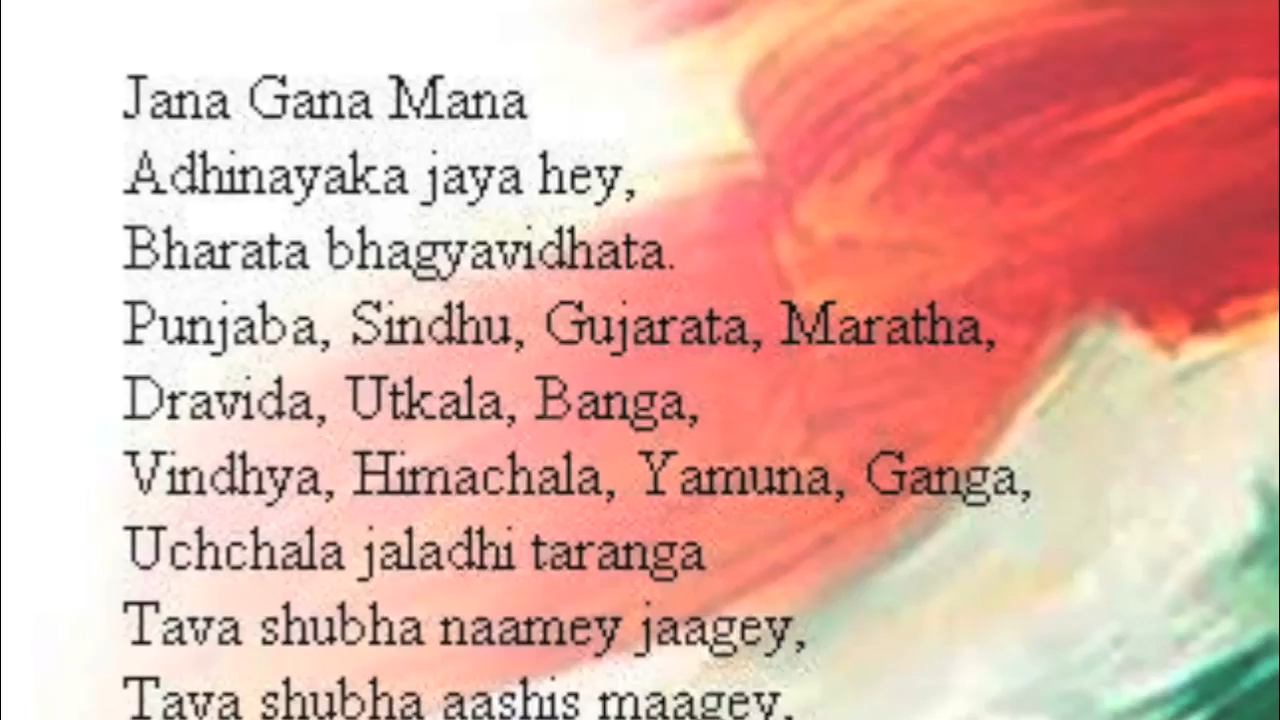 Jana Gana Mana
Adhinayaka jaya hey,
Bharata bhagyavidhata.
Punjaba, Sindhu, Gujarata, Maratha,
Dravida, Utkala, Banga,
Vindhya, Himachala, Yamuna, Ganga,
Uchchala jaladhi taranga
Tava shubha naamey jaagey,
Tava shubha aashis maagey,